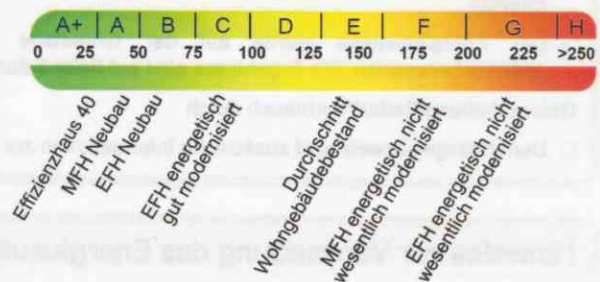 A+ A B C D E F G H
0 25 50 75 100 125 150 175 200 225 >250
Effizienzhaus 40
MFH Neubau
EFH Neubau
EFH energetisch
gut modernisiert
Durchschnitt
Wohngebäudebestand
MFH energetisch nicht
wesentlich modernisiert
EFH energetisch nicht
wesentlich modernisiert